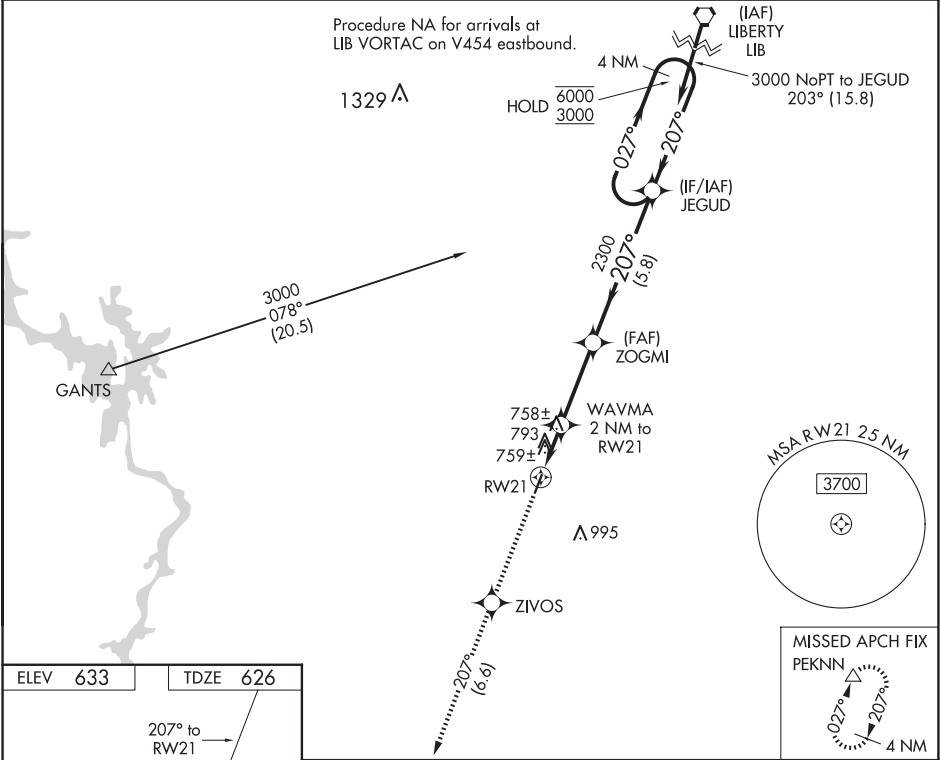 Procedure NA for arrivals at
LIB VORTAC on V454 eastbound.
(IAF)
LIBERTY
LIB
4 NM
3000 NoPT to JEGUD
203° (15.8)
1329
HOLD
6000
3000
027°
207°
(IF/IAF)
JEGUD
2300
207°
(5.8)
3000
078°
(20.5)
GANTS
(FAF)
ZOGMI
758±
793
759±
WAVMA
2 NM to
RW21
RW21
MSA RW21 25 NM
3700
995
ZIVOS
207°
(6.6)
ELEV 633
TDZE 626
207° to
RW21
MISSED APCH FIX
PEKNN
027°
207°
4 NM